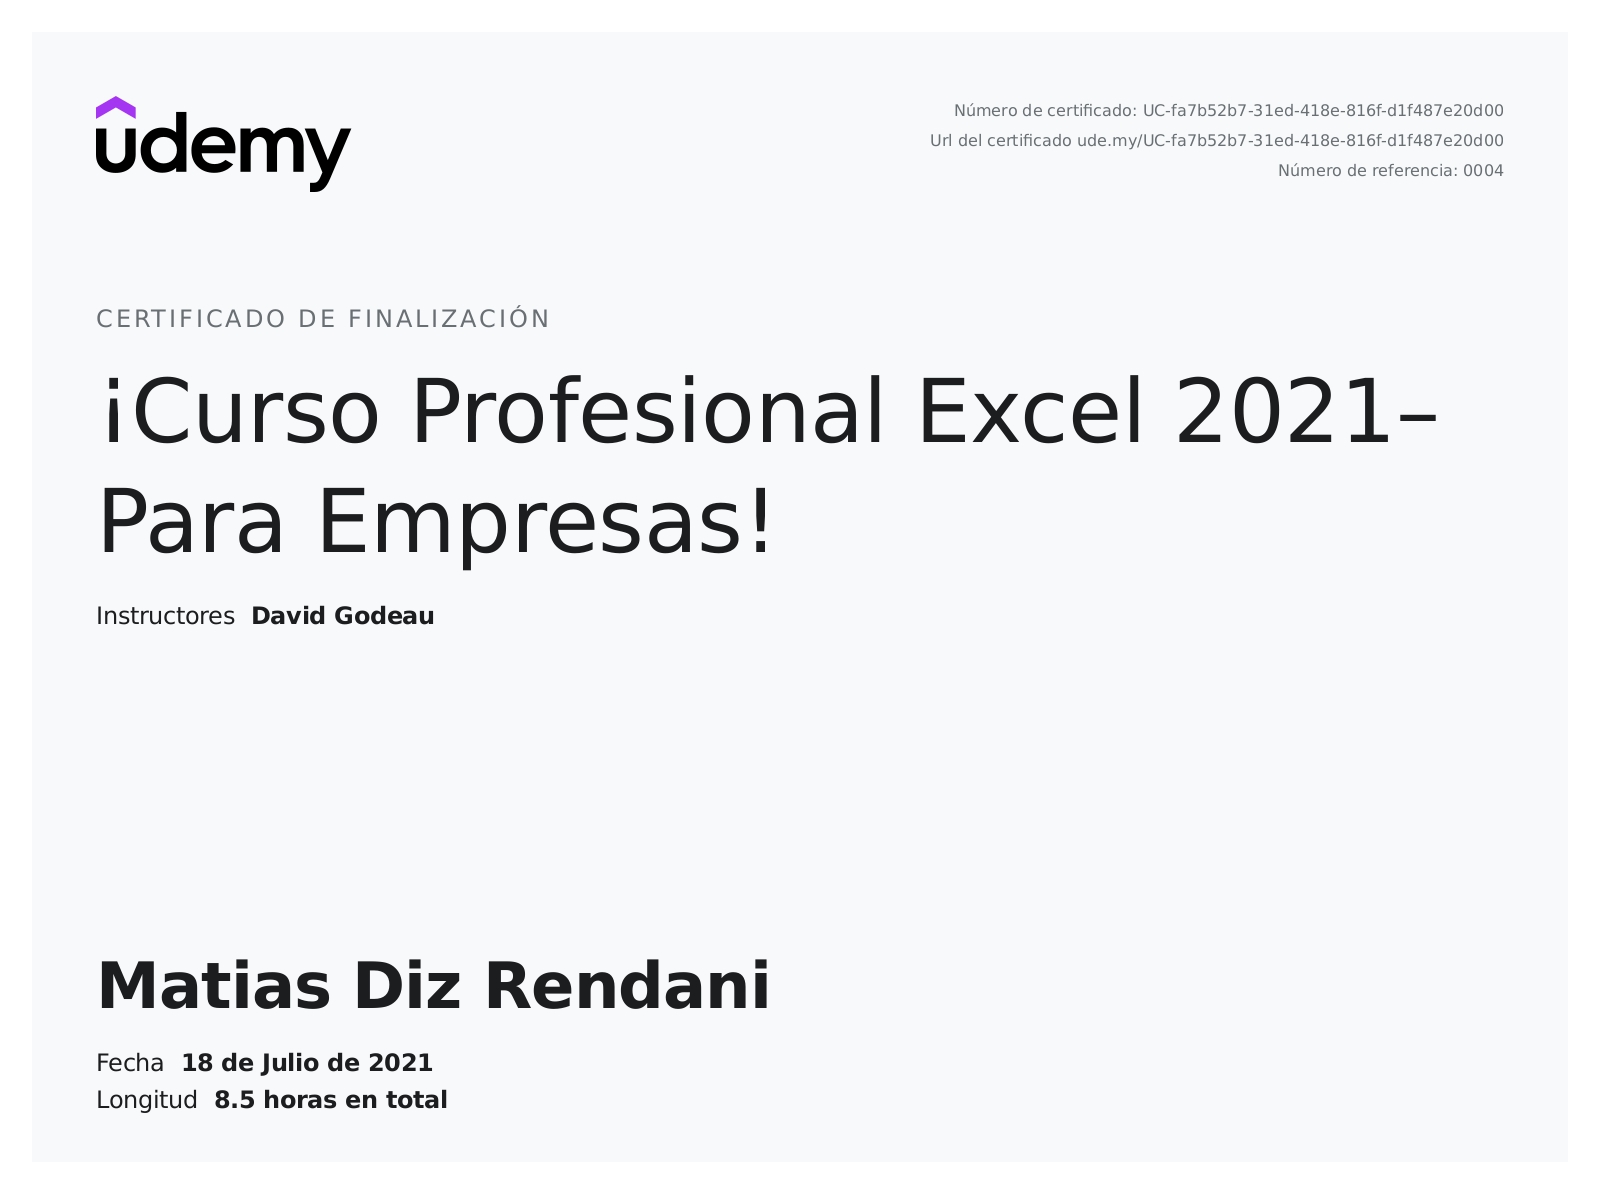 udemy
Número de certificado: UC-fa7b52b7-31ed-418e-816f-d1f487e20d00
Url del certificado ude.my/UC-fa7b52b7-31ed-418e-816f-d1f487e20d00
Número de referencia: 0004
CERTIFICADO DE FINALIZACIÓN
¡Curso Profesional Excel 2021–
Para Empresas!
Instructores David Godeau
Matias Diz Rendani
Fecha 18 de Julio de 2021
Longitud 8.5 horas en total